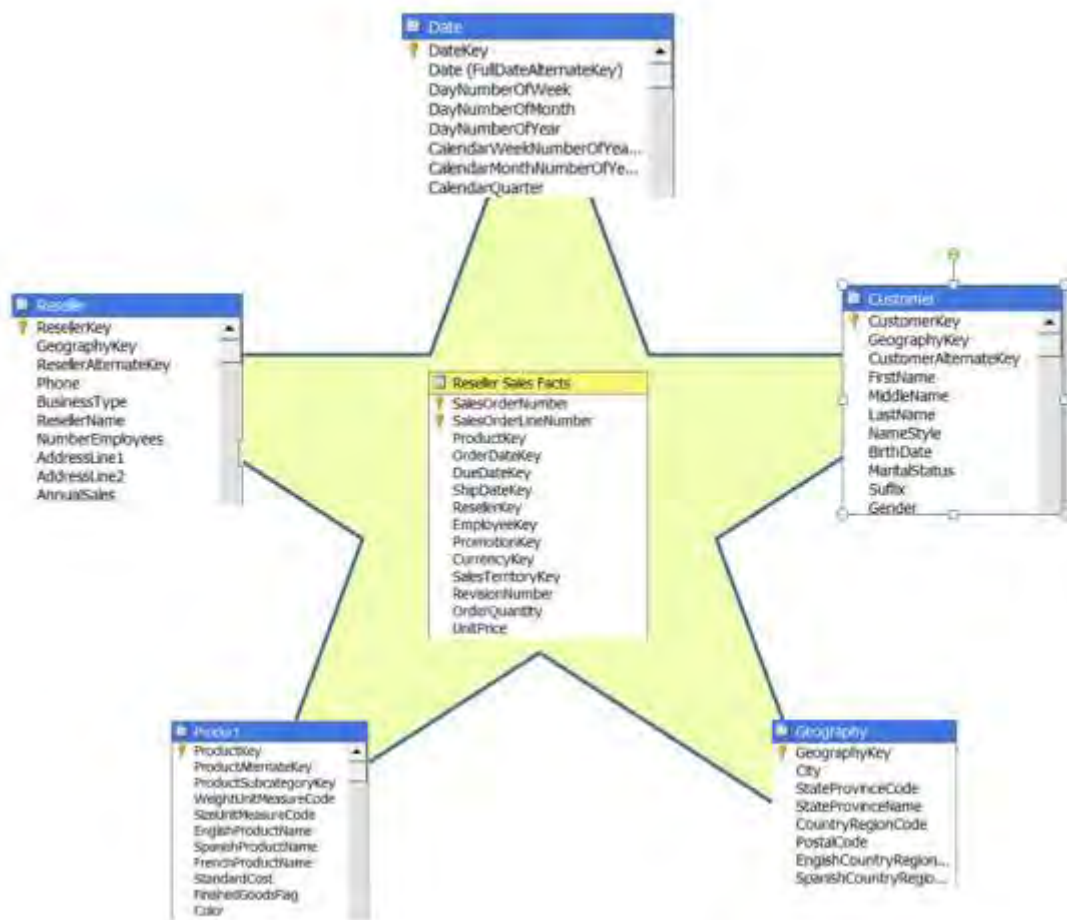 Date
DateKey
Date (FullDateAlternateKey)
DayNumberOfWeek
DayNumberOfMonth
DayNumberOfYear
CalendarWeekNumberOfYea...
CalendarMonthNumberOfYe...
CalendarQuarter
Reseller
ResellerKey
GeographyKey
ResellerAlternateKey
Phone
BusinessType
ResellerName
NumberEmployees
AddressLine1
AddressLine2
AnnualSales
Customer
CustomerKey
GeographyKey
CustomerAlternateKey
FirstName
MiddleName
LastName
NameStyle
BirthDate
MaritalStatus
Suffix
Gender
Reseller Sales Facts
SalesOrderNumber
SalesOrderLineNumber
ProductKey
OrderDateKey
DueDateKey
ShipDateKey
ResellerKey
EmployeeKey
PromotionKey
CurrencyKey
SalesTerritoryKey
RevisionNumber
OrderQuantity
UnitPrice
Product
ProductKey
ProductAlternateKey
ProductSubcategoryKey
WeightUnitMeasureCode
SizeUnitMeasureCode
EnglishProductName
SpanishProductName
FrenchProductName
StandardCost
FinishedGoodsFlag
Color
Geography
GeographyKey
City
StateProvinceCode
StateProvinceName
CountryRegionCode
PostalCode
EnglishCountryRegion...
SpanishCountryRegio...